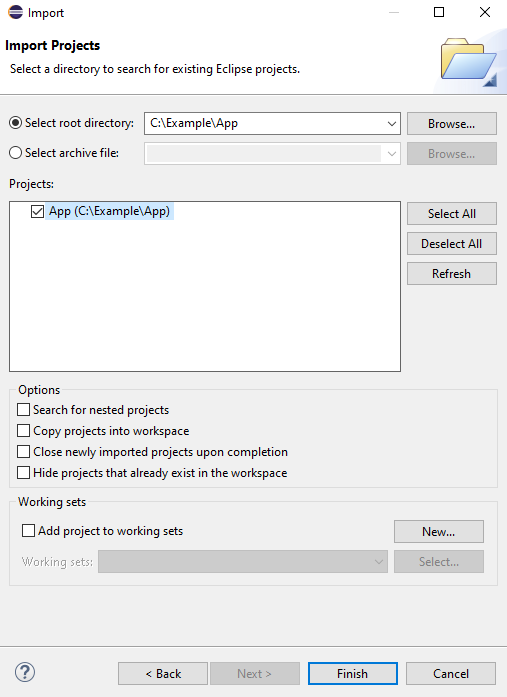 Import
Import Projects
Select a directory to search for existing Eclipse projects.
Select root directory: C:\Example\App Browse...
Select archive file: Browse...
Projects:
App (C:\Example\App)
Select All
Deselect All
Refresh
Options
Search for nested projects
Copy projects into workspace
Close newly imported projects upon completion
Hide projects that already exist in the workspace
Working sets
Add project to working sets New...
Working sets: Select...
? < Back Next > Finish Cancel